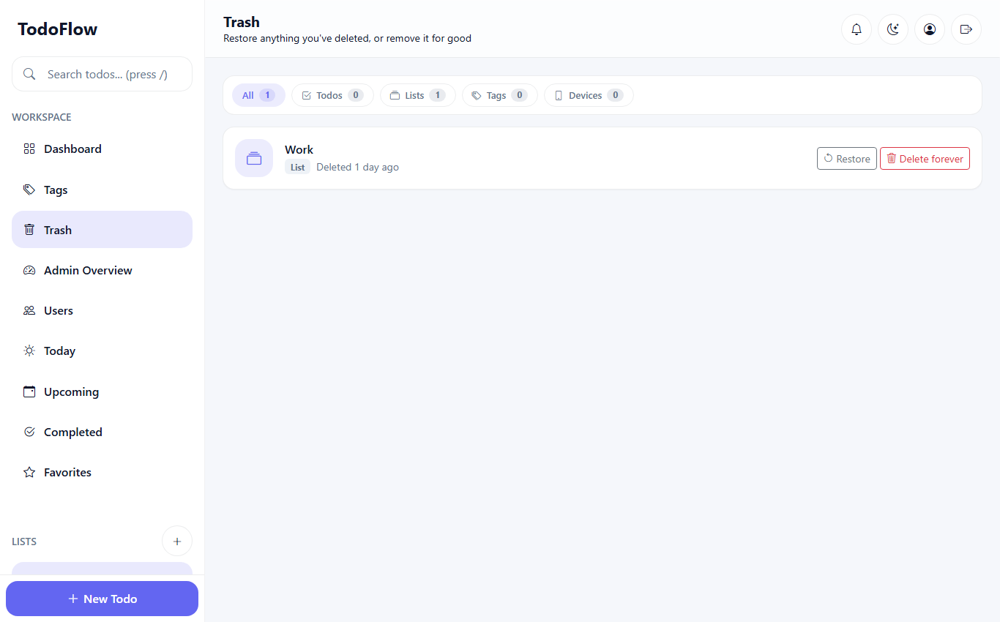 TodoFlow
Search todos... (press /)
WORKSPACE
Dashboard
Tags
Trash
Admin Overview
Users
Today
Upcoming
Completed
Favorites
LISTS
+ New Todo
Trash
Restore anything you've deleted, or remove it for good
All 1 Todos 0 Lists 1 Tags 0 Devices 0
Work
List Deleted 1 day ago
Restore Delete forever